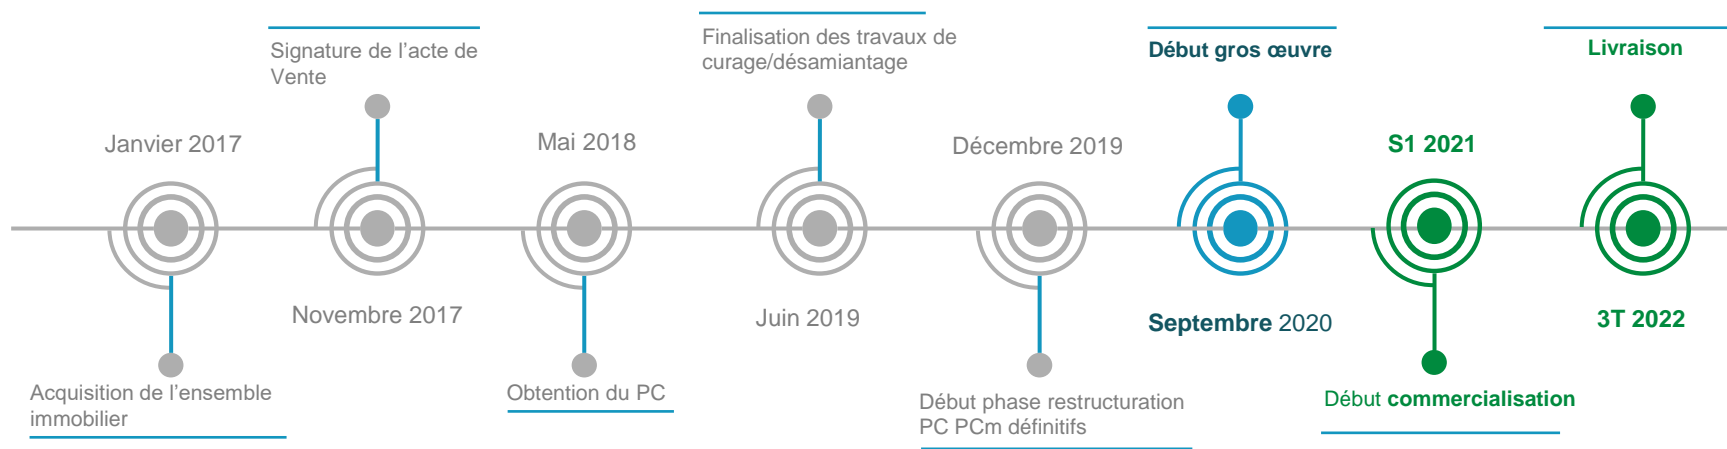 Janvier 2017
Acquisition de l’ensemble
immobilier
Signature de l’acte de
Vente
Novembre 2017
Mai 2018
Obtention du PC
Finalisation des travaux de
curage/désamiantage
Juin 2019
Décembre 2019
Début phase restructuration
PC PCm définitifs
Début gros œuvre
Septembre 2020
S1 2021
Début commercialisation
Livraison
3T 2022